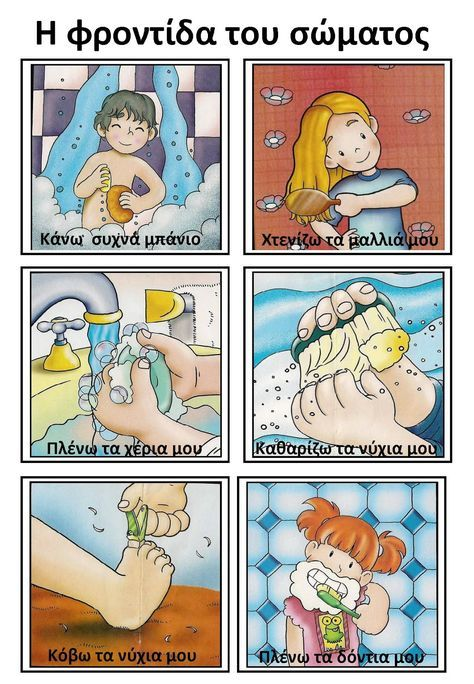 Η φροντίδα του σώματος
Κάνω συχνά μπάνιο
Χτενίζω τα μαλλιά μου
Πλένω τα χέρια μου
Καθαρίζω τα νύχια μου
Κόβω τα νύχια μου
Πλένω τα δόντια μου